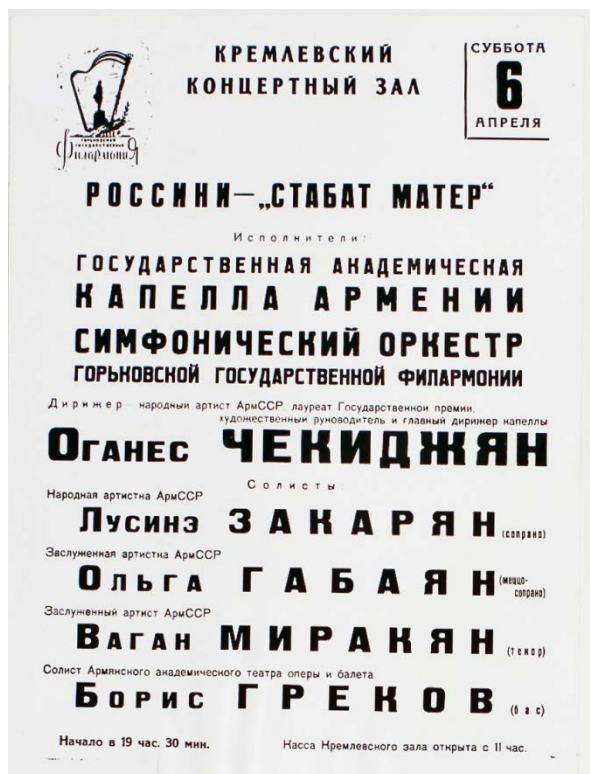 КРЕМЛЕВСКИЙ
КОНЦЕРТНЫЙ ЗАЛ
СУББОТА
6
АПРЕЛЯ
ГОРЬКОВСКАЯ
ГОСУДАРСТВЕННАЯ
ФИЛАРМОНИЯ
РОССИНИ—„СТАБАТ МАТЕР“
Исполнители:
ГОСУДАРСТВЕННАЯ АКАДЕМИЧЕСКАЯ
КАПЕЛЛА АРМЕНИИ
СИМФОНИЧЕСКИЙ ОРКЕСТР
ГОРЬКОВСКОЙ ГОСУДАРСТВЕННОЙ ФИЛАРМОНИИ
Дирижер — народный артист АрмССР лауреат Государственной премии,
художественный руководитель и главный дирижер капеллы
ОГАНЕС ЧЕКИДЖЯН
Солисты
Народная артистка АрмССР
ЛУСИНЭ ЗАКАРЯН (сопрано)
Заслуженная артистка АрмССР
ОЛЬГА ГАБАЯН (меццо-
сопрано)
Заслуженный артист АрмССР
ВАГАН МИРАКЯН (тенор)
Солист Армянского академического театра оперы и балета
БОРИС ГРЕКОВ (бас)
Начало в 19 час. 30 мин.
Касса Кремлевского зала открыта с 11 час.